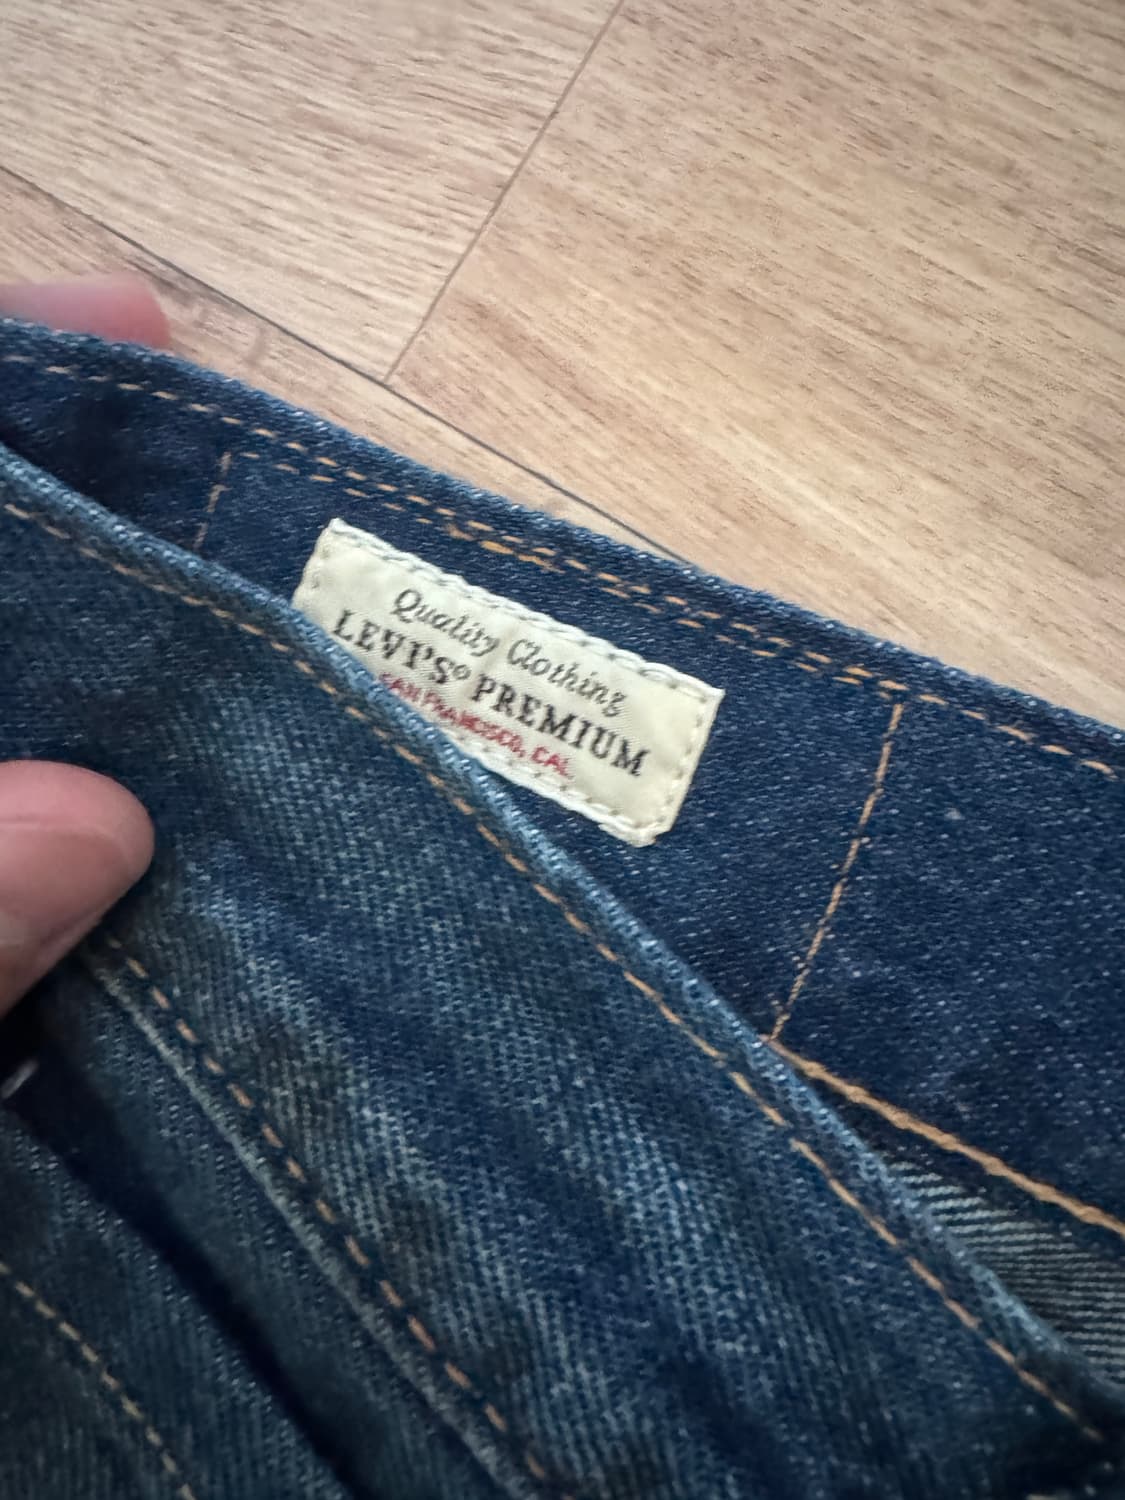 Quality Clothing
LEVI'S® PREMIUM
SAN FRANCISCO, CAL